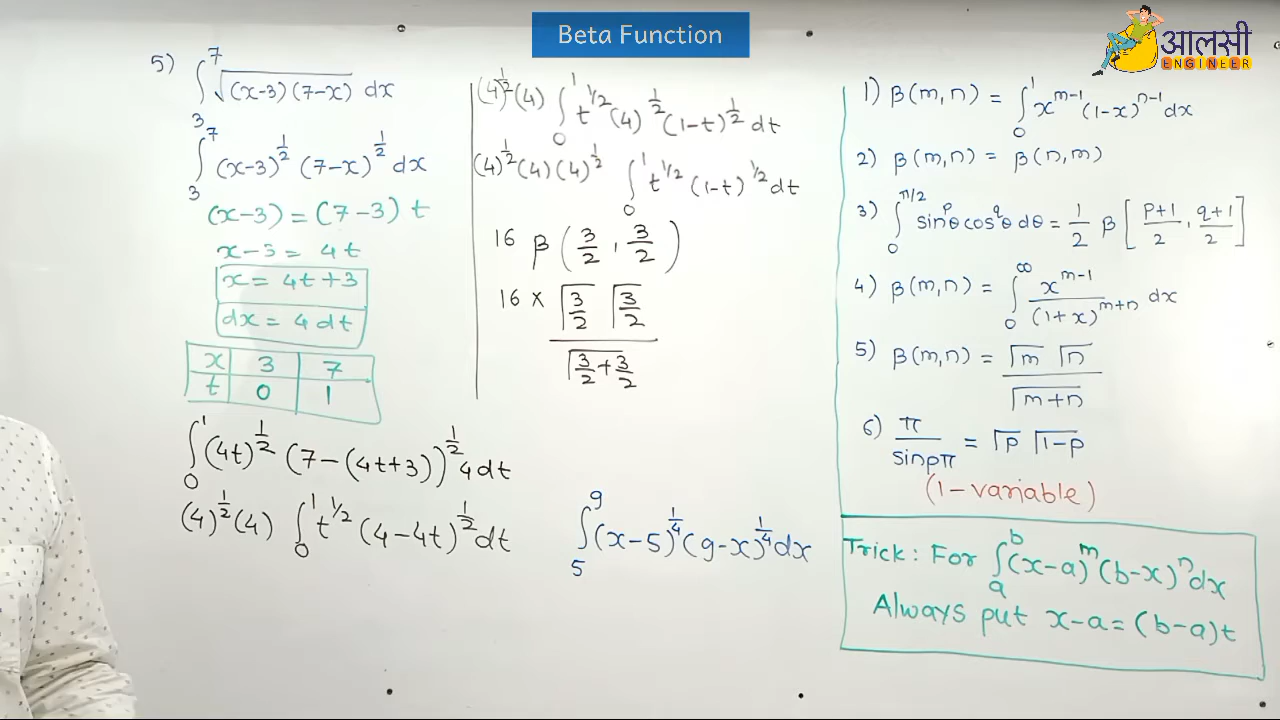 Beta Function
आलसी
ENGINEER
5) ∫₃⁷ √(x-3)(7-x) dx
∫₃⁷ (x-3)^{1/2} (7-x)^{1/2} dx
(x-3) = (7-3) t
x-3 = 4t
x = 4t+3
dx = 4 dt
x 3 7
t 0 1
∫₀¹ (4t)^{1/2} (7-(4t+3))^{1/2} 4dt
(4)^{1/2} (4) ∫₀¹ t^{1/2} (4-4t)^{1/2} dt
(4)^{1/2} (4) ∫₀¹ t^{1/2} (4)^{1/2} (1-t)^{1/2} dt
(4)^{1/2} (4) (4)^{1/2} ∫₀¹ t^{1/2} (1-t)^{1/2} dt
16 β (3/2 , 3/2)
16 × Γ3/2 Γ3/2
Γ3/2+3/2
∫₅⁹ (x-5)^{1/4} (9-x)^{1/4} dx
1) β(m,n) = ∫₀¹ x^{m-1} (1-x)^{n-1} dx
2) β(m,n) = β(n,m)
3) ∫₀^{π/2} sin^p θ cos^q θ dθ = 1/2 β [p+1/2 , q+1/2]
4) β(m,n) = ∫₀^∞ x^{m-1}/(1+x)^{m+n} dx
5) β(m,n) = Γm Γn / Γm+n
6) π/sinpπ = Γp Γ1-p
(1-variable)
Trick: For ∫ₐᵇ (x-a)^m (b-x)^n dx
Always put x-a = (b-a)t